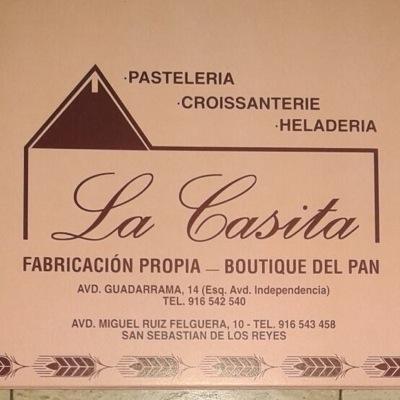 ·PASTELERIA
·CROISSANTERIE
·HELADERIA
La Casita
FABRICACIÓN PROPIA — BOUTIQUE DEL PAN
AVD. GUADARRAMA, 14 (Esq. Avd. Independencia)
TEL. 916 542 540
AVD. MIGUEL RUIZ FELGUERA, 10 - TEL. 916 543 458
SAN SEBASTIAN DE LOS REYES